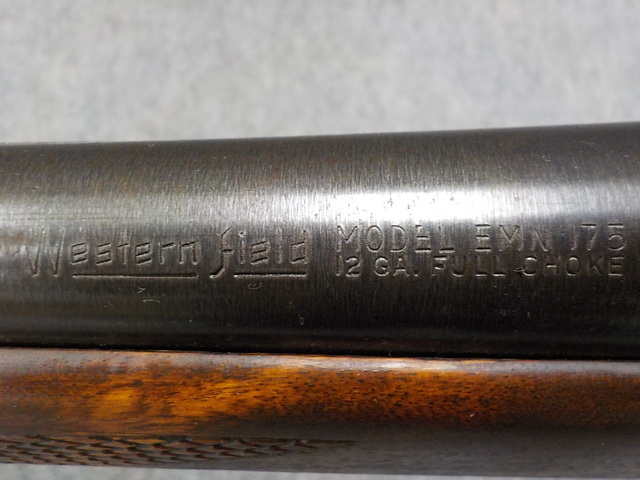 Western Field
MODEL EMN 175
12 GA. FULL CHOKE